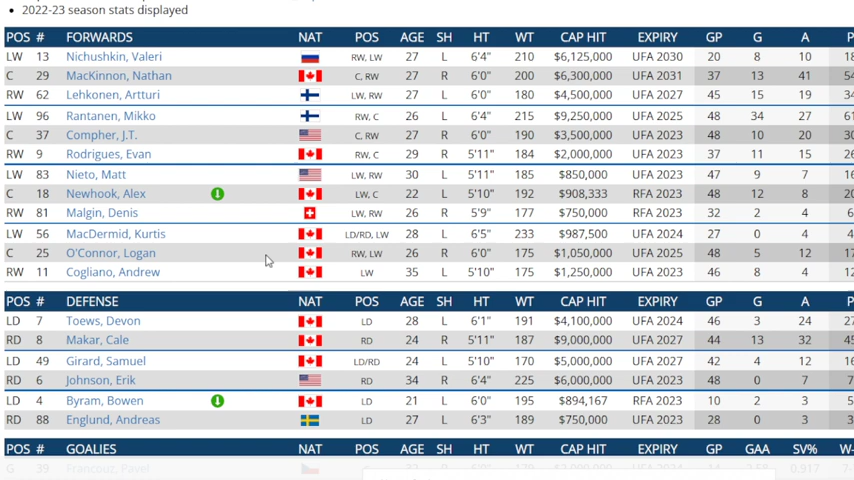 2022-23 season stats displayed
POS # FORWARDS NAT POS AGE SH HT WT CAP HIT EXPIRY GP G A P
LW 13 Nichushkin, Valeri RW, LW 27 L 6'4" 210 $6,125,000 UFA 2030 20 8 10 18
C 29 MacKinnon, Nathan C, RW 27 R 6'0" 200 $6,300,000 UFA 2031 37 13 41 54
RW 62 Lehkonen, Artturi LW, RW 27 L 6'0" 180 $4,500,000 UFA 2027 45 15 19 34
LW 96 Rantanen, Mikko RW, C 26 L 6'4" 215 $9,250,000 UFA 2025 48 34 27 61
C 37 Compher, J.T. C, RW 27 R 6'0" 190 $3,500,000 UFA 2023 48 10 20 30
RW 9 Rodrigues, Evan RW, C 29 R 5'11" 184 $2,000,000 UFA 2023 37 11 15 26
LW 83 Nieto, Matt LW, RW 30 L 5'11" 185 $850,000 UFA 2023 47 9 7 16
C 18 Newhook, Alex LW, C 22 L 5'10" 192 $908,333 RFA 2023 48 12 8 20
RW 81 Malgin, Denis LW, RW 26 R 5'9" 177 $750,000 RFA 2023 32 2 4 6
LW 56 MacDermid, Kurtis LD/RD, LW 28 L 6'5" 233 $987,500 UFA 2024 27 0 4 4
C 25 O'Connor, Logan RW, LW 26 R 6'0" 175 $1,050,000 UFA 2025 48 5 12 17
RW 11 Cogliano, Andrew LW 35 L 5'10" 175 $1,250,000 UFA 2023 46 8 4 12
POS # DEFENSE NAT POS AGE SH HT WT CAP HIT EXPIRY GP G A P
LD 7 Toews, Devon LD 28 L 6'1" 191 $4,100,000 UFA 2024 46 3 24 27
RD 8 Makar, Cale RD 24 R 5'11" 187 $9,000,000 UFA 2027 44 13 32 45
LD 49 Girard, Samuel LD/RD 24 L 5'10" 170 $5,000,000 UFA 2027 42 4 12 16
RD 6 Johnson, Erik RD 34 R 6'4" 225 $6,000,000 UFA 2023 48 0 7 7
LD 4 Byram, Bowen LD 21 L 6'0" 195 $894,167 RFA 2023 10 2 3 5
RD 88 Englund, Andreas LD 27 L 6'3" 189 $750,000 UFA 2023 28 0 3 3
POS # GOALIES NAT POS AGE SH HT WT CAP HIT EXPIRY GP GAA SV% W-
G 39 Francouz, Pavel 0.917